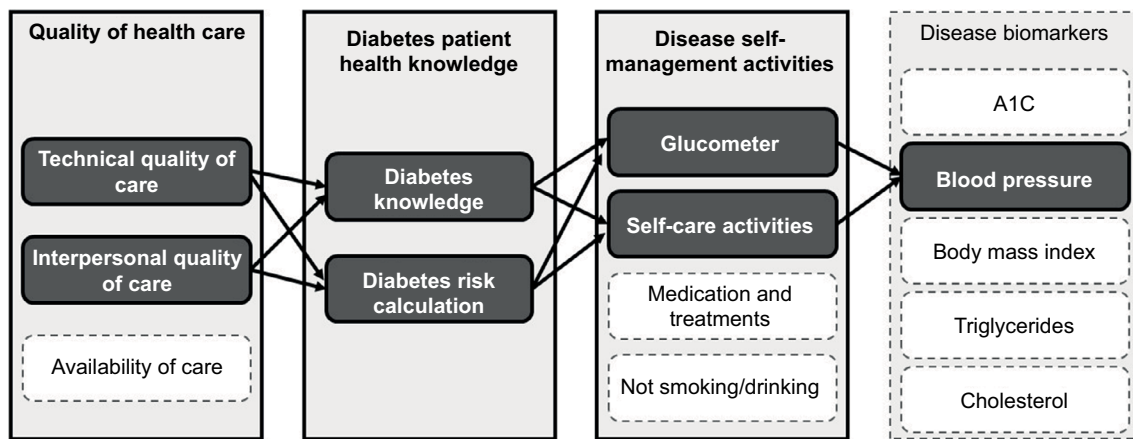 Quality of health care
Technical quality of
care
Interpersonal quality
of care
Availability of care
Diabetes patient
health knowledge
Diabetes
knowledge
Diabetes risk
calculation
Disease self-
management activities
Glucometer
Self-care activities
Medication and
treatments
Not smoking/drinking
Disease biomarkers
A1C
Blood pressure
Body mass index
Triglycerides
Cholesterol